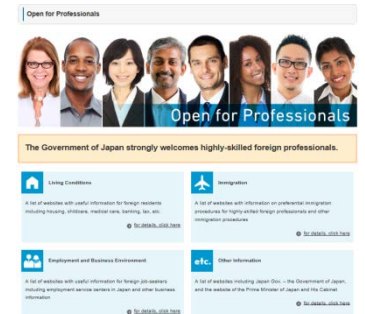 Open for Professionals
Open for Professionals
The Government of Japan strongly welcomes highly-skilled foreign professionals.
Living Conditions
A list of websites with useful information for foreign residents
including housing, childcare, medical care, banking, tax, etc.
for details, click here
Immigration
A list of websites with information on preferential immigration
procedures for highly-skilled foreign professionals and other
immigration procedures
for details, click here
Employment and Business Environment
A list of websites with useful information for foreign job-seekers
including employment service centers in Japan and other business
information
for details, click here
etc.
Other Information
A list of websites including Japan Gov. – the Government of Japan,
and the website of the Prime Minister of Japan and His Cabinet
for details, click here